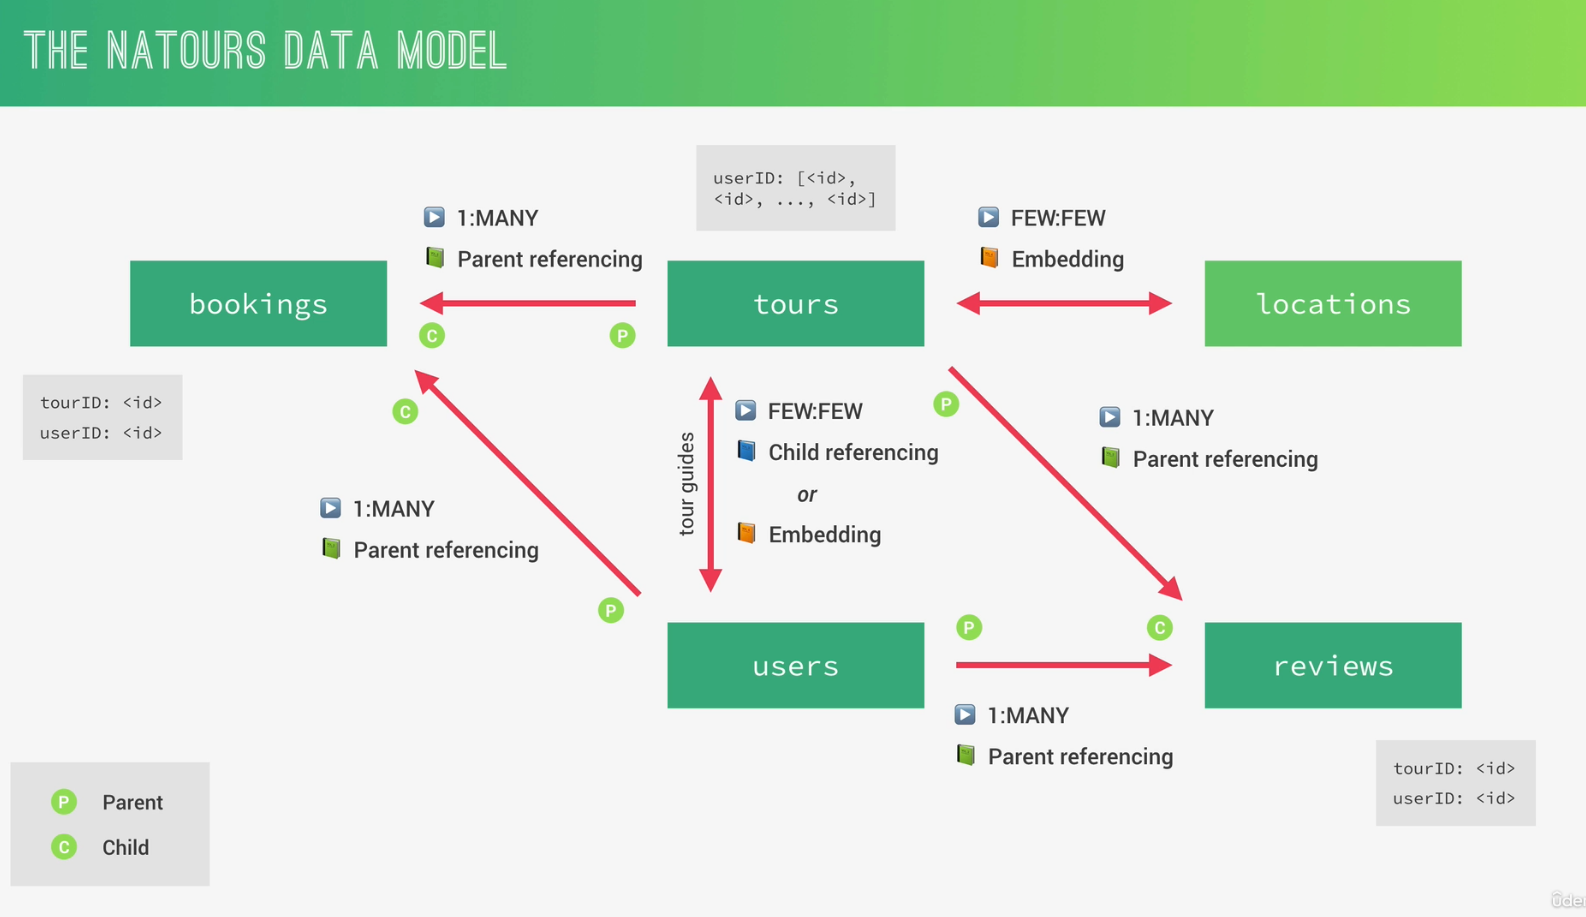 THE NATOURS DATA MODEL
userID: [<id>,
<id>, ..., <id>]
1:MANY
Parent referencing
FEW:FEW
Embedding
bookings
tours
locations
C
P
tourID: <id>
userID: <id>
C
1:MANY
Parent referencing
tour guides
FEW:FEW
Child referencing
or
Embedding
P
1:MANY
Parent referencing
P
users
P
C
reviews
1:MANY
Parent referencing
tourID: <id>
userID: <id>
P Parent
C Child